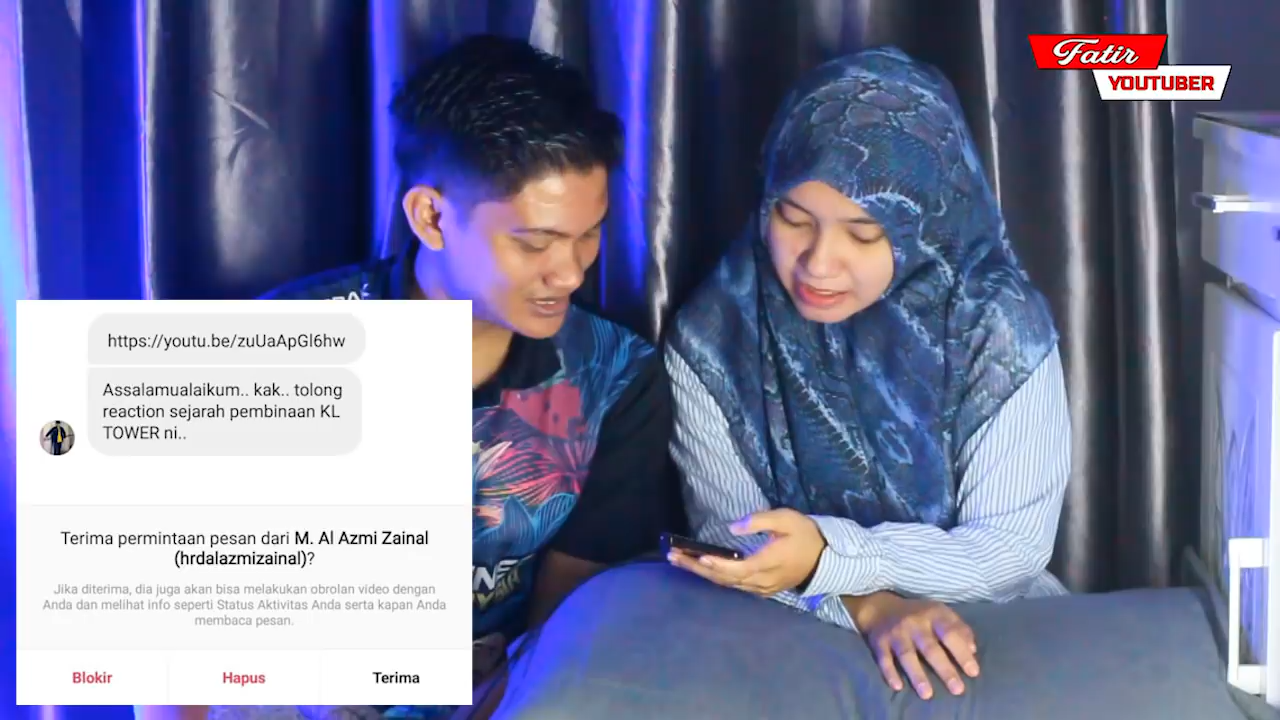 Fatir
YOUTUBER
https://youtu.be/zuUaApGl6hw
Assalamualaikum.. kak.. tolong
reaction sejarah pembinaan KL
TOWER ni..
Terima permintaan pesan dari M. Al Azmi Zainal
(hrdalazmizainal)?
Jika diterima, dia juga akan bisa melakukan obrolan video dengan
Anda dan melihat info seperti Status Aktivitas Anda serta kapan Anda
membaca pesan.
Blokir
Hapus
Terima